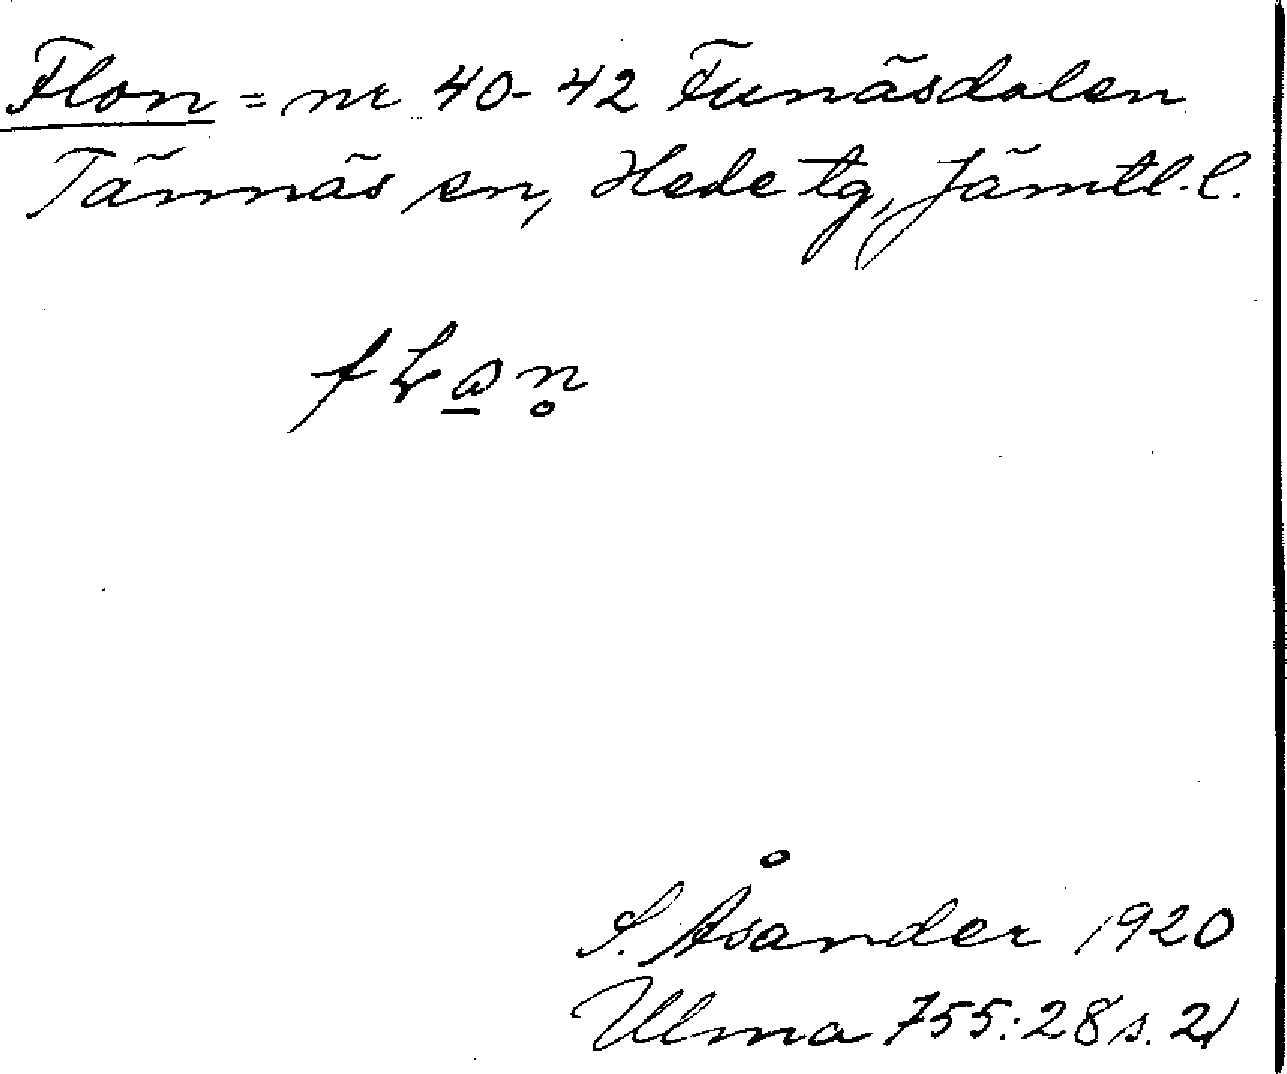 Flon = nr 40-42 Funäsdalen
Tännäs sn, Hede tg, Jämtl. l.
S. Åsander 1920
Ulma 755:28 s. 21